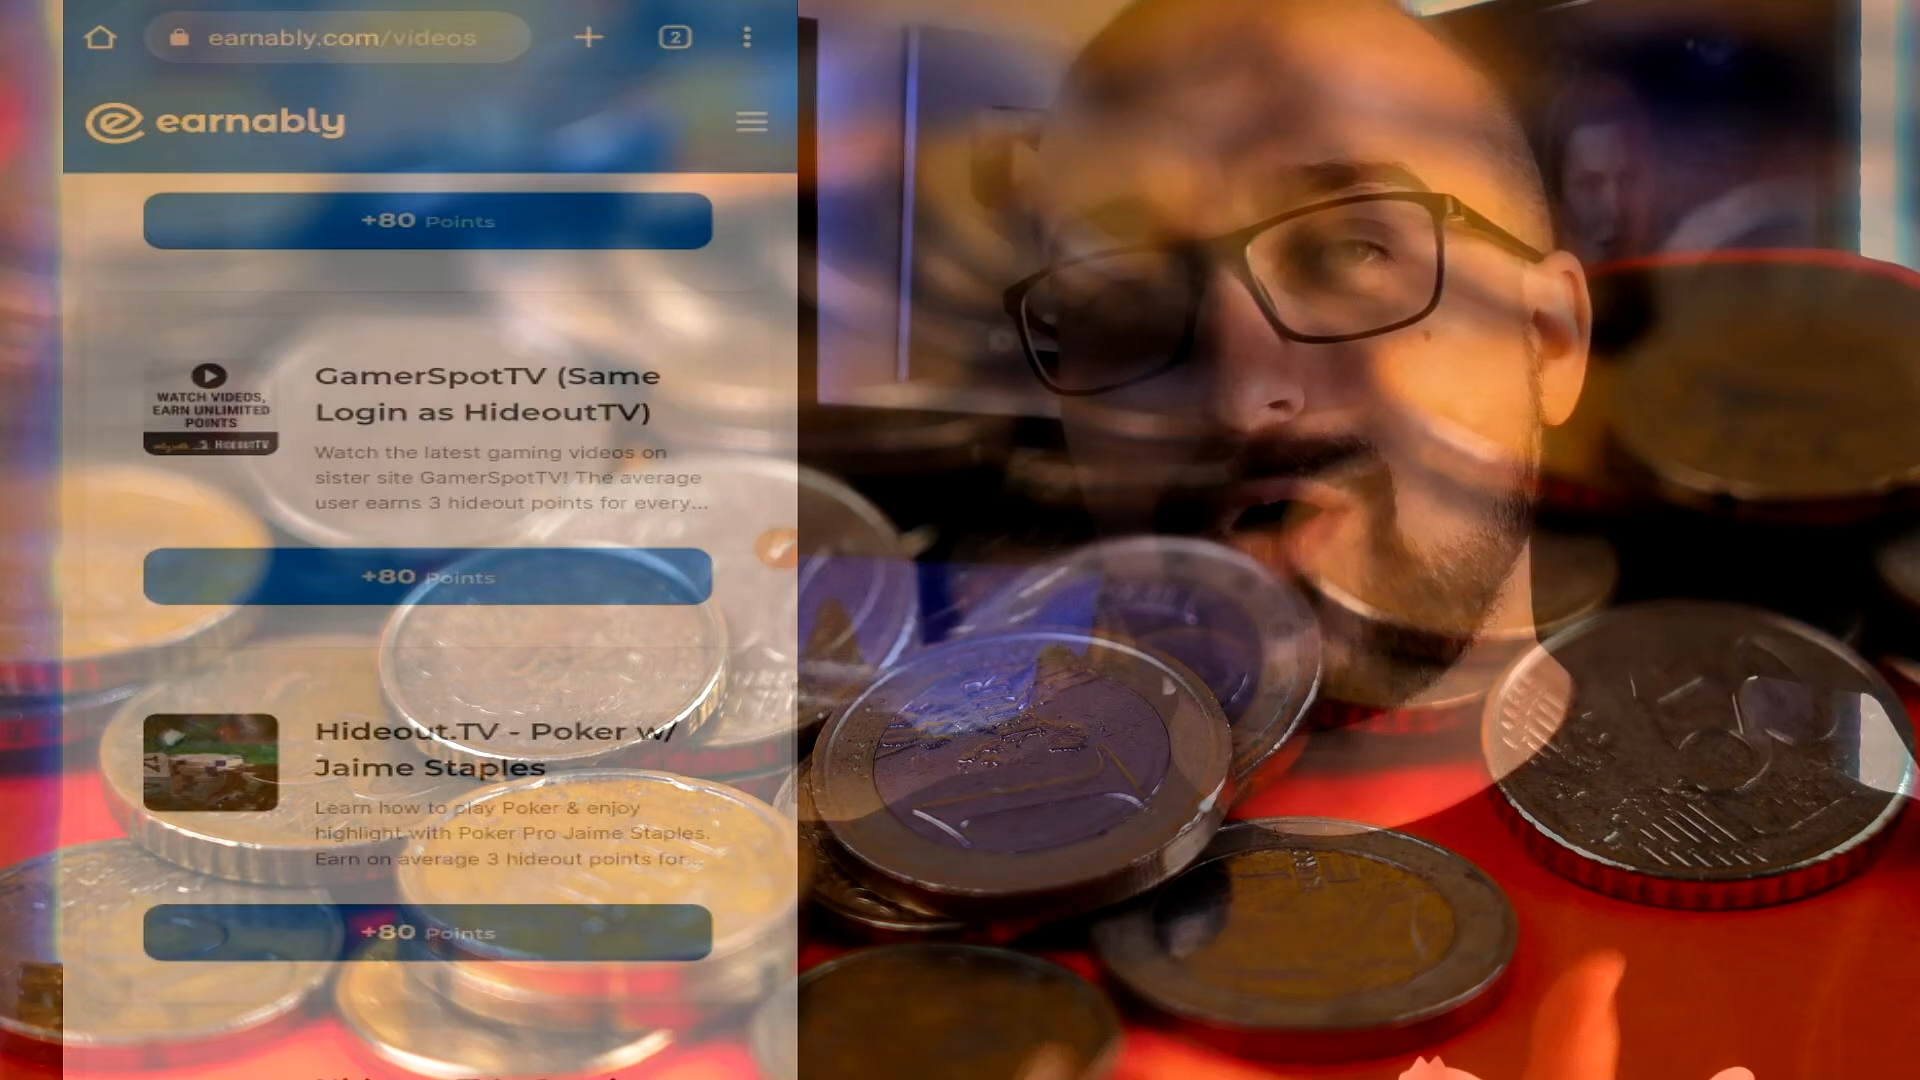 earnably.com/videos
2
earnably
+80 Points
GamerSpotTV (Same
Login as HideoutTV)
WATCH VIDEOS,
EARN UNLIMITED
POINTS
HIDEOUTTV
Watch the latest gaming videos on
sister site GamerSpotTV! The average
user earns 3 hideout points for every...
+80 Points
Hideout.TV - Poker w/
Jaime Staples
Learn how to play Poker & enjoy
highlight with Poker Pro Jaime Staples.
Earn on average 3 hideout points for...
+80 Points